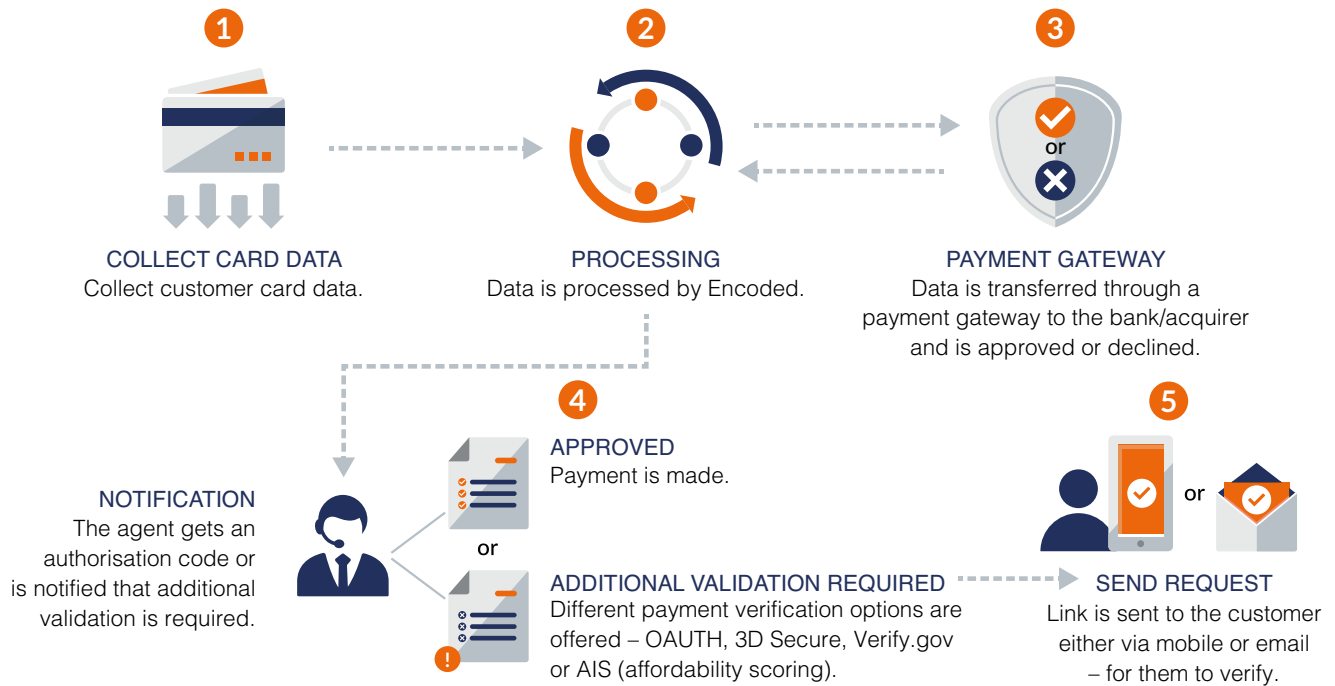 1
COLLECT CARD DATA
Collect customer card data.
2
PROCESSING
Data is processed by Encoded.
3
or
PAYMENT GATEWAY
Data is transferred through a
payment gateway to the bank/acquirer
and is approved or declined.
NOTIFICATION
The agent gets an
authorisation code or
is notified that additional
validation is required.
4
APPROVED
Payment is made.
or
!
ADDITIONAL VALIDATION REQUIRED
Different payment verification options are
offered – OAUTH, 3D Secure, Verify.gov
or AIS (affordability scoring).
5
or
SEND REQUEST
Link is sent to the customer
either via mobile or email
– for them to verify.